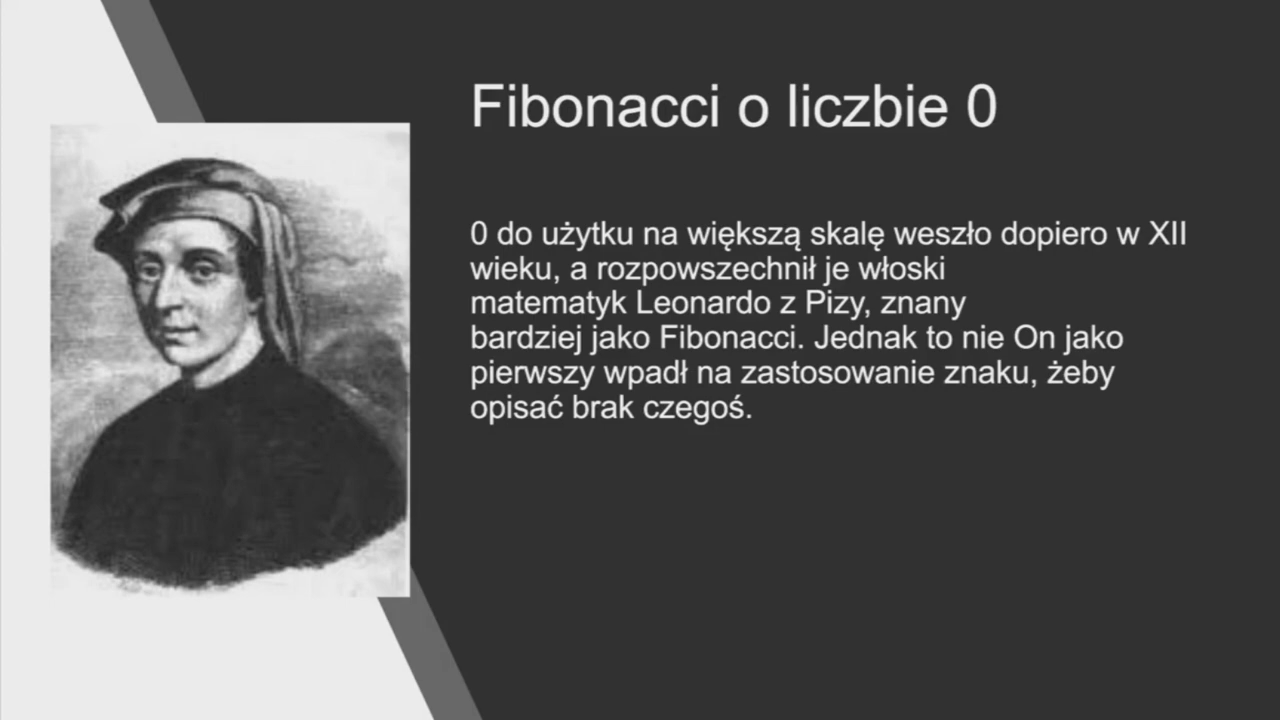 Fibonacci o liczbie 0
0 do użytku na większą skalę weszło dopiero w XII
wieku, a rozpowszechnił je włoski
matematyk Leonardo z Pizy, znany
bardziej jako Fibonacci. Jednak to nie On jako
pierwszy wpadł na zastosowanie znaku, żeby
opisać brak czegoś.